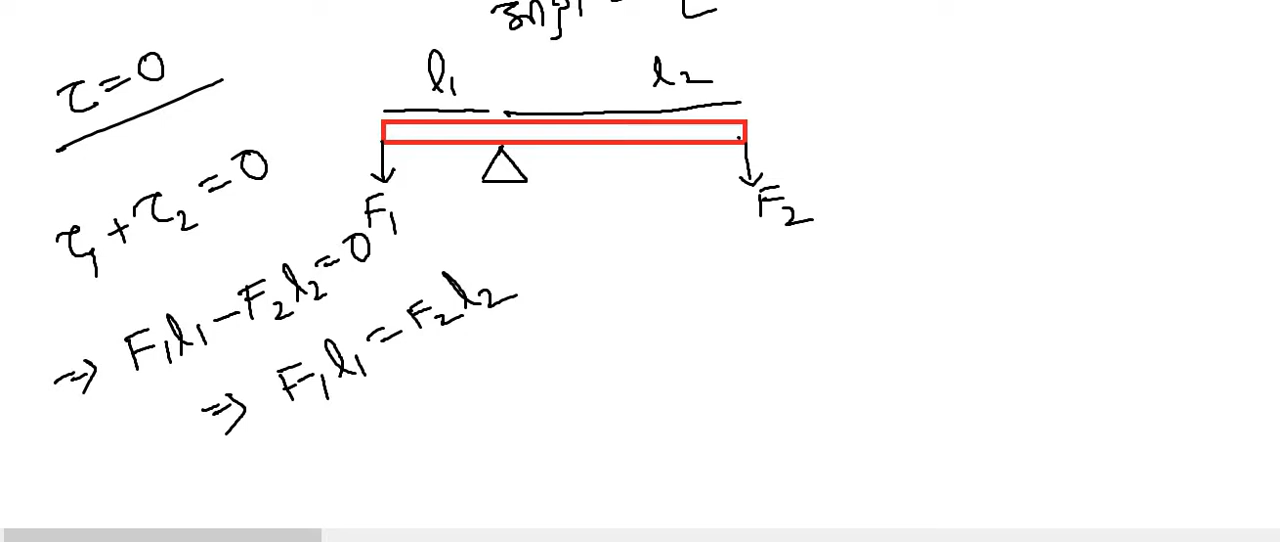 l₁ l₂
τ = 0
F₁ F₂
τ₁ + τ₂ = 0
⇒ F₁l₁ – F₂l₂ = 0
⇒ F₁l₁ = F₂l₂